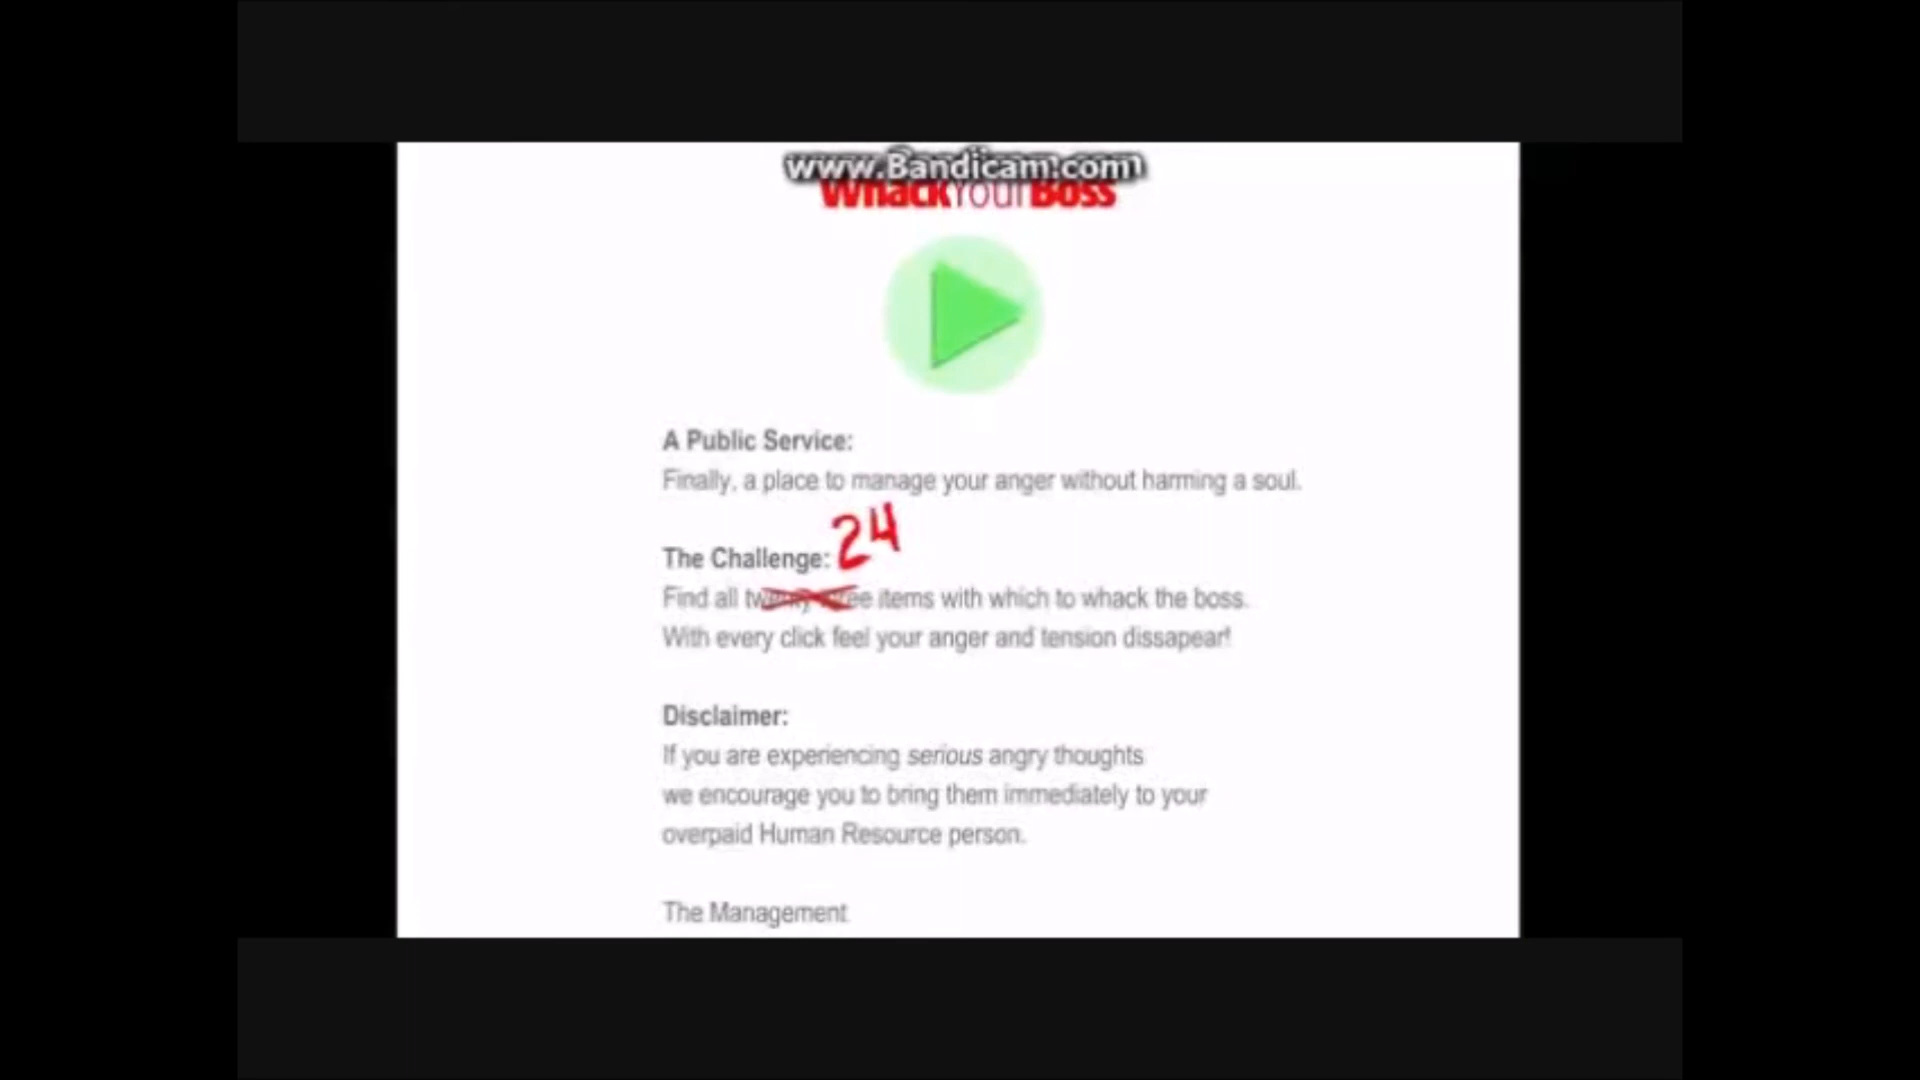 www.Bandicam.com
WhackYourBoss
A Public Service:
Finally, a place to manage your anger without harming a soul.
24
The Challenge:
Find all twenty three items with which to whack the boss.
With every click feel your anger and tension dissapear!
Disclaimer:
If you are experiencing serious angry thoughts
we encourage you to bring them immediately to your
overpaid Human Resource person.
The Management